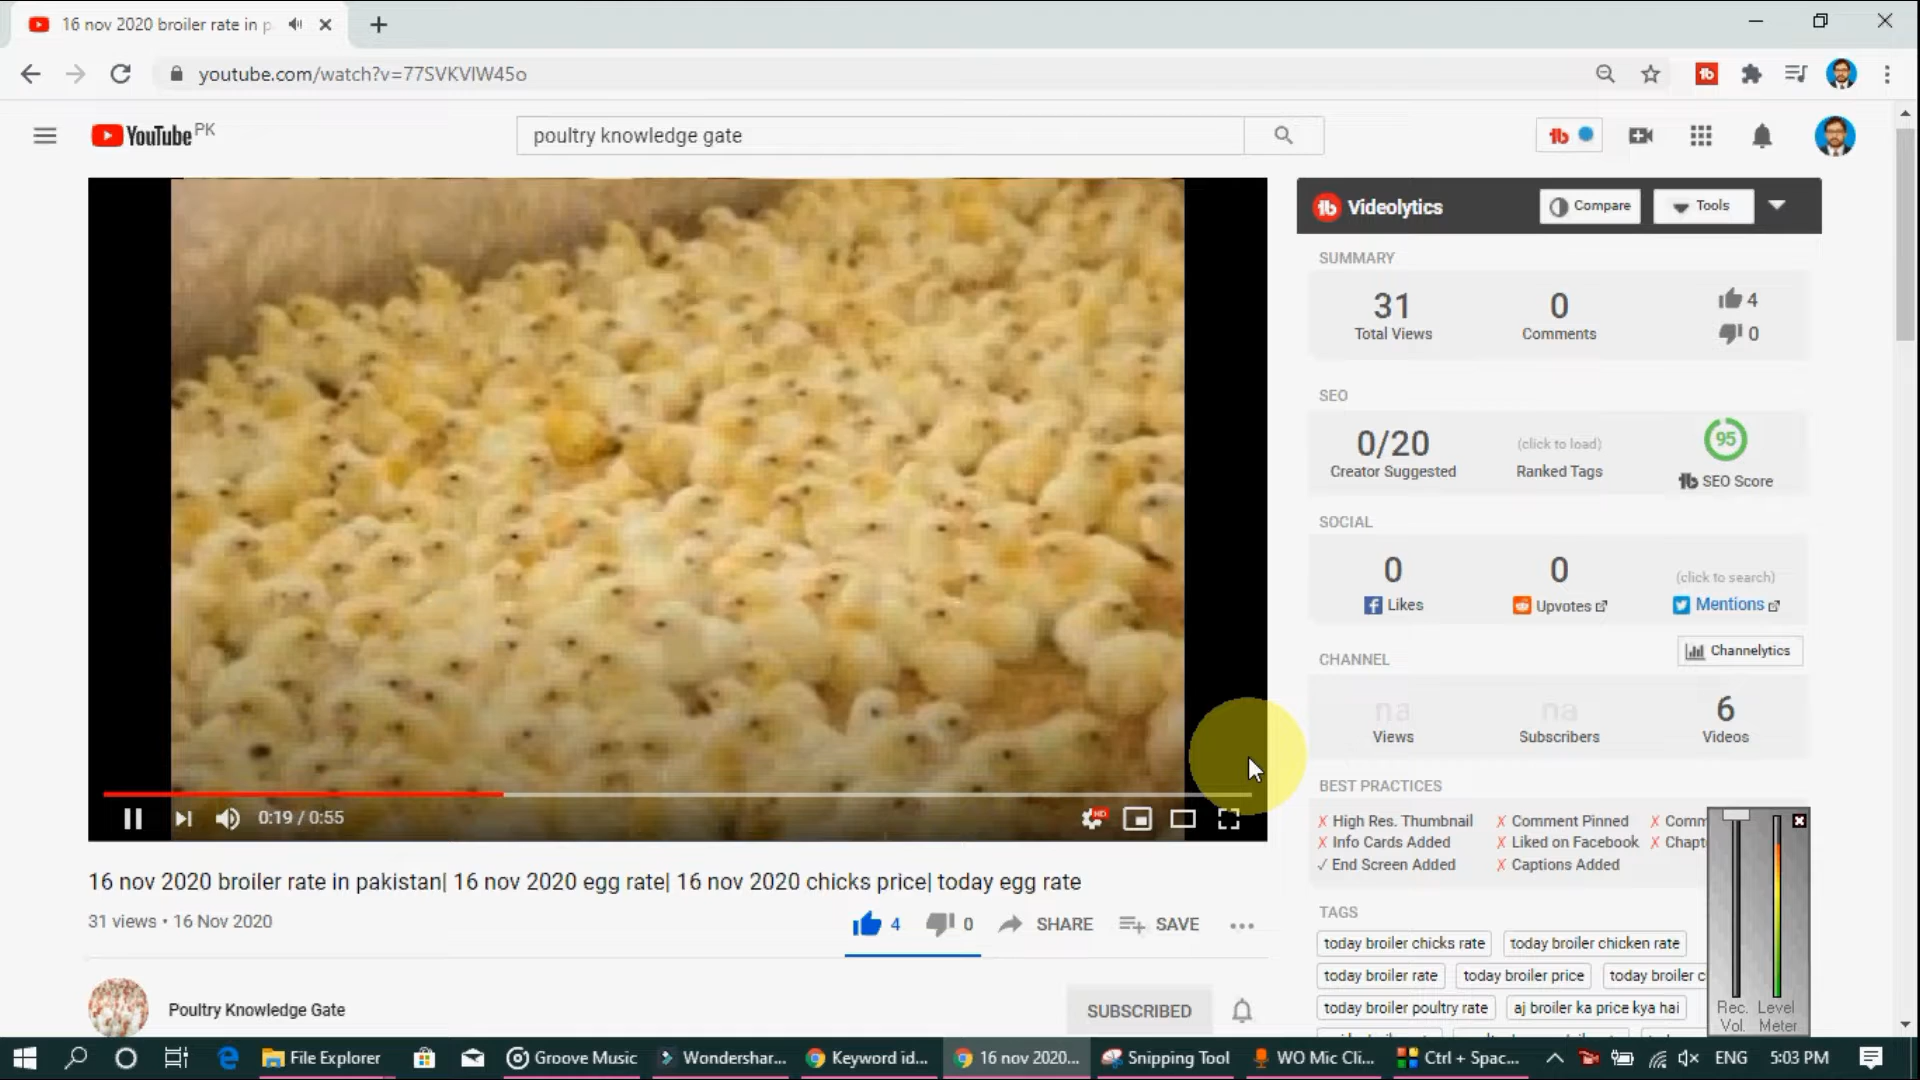 16 nov 2020 broiler rate in p
youtube.com/watch?v=77SVKVlW45o
YouTube PK
poultry knowledge gate
Videolytics
Compare
Tools
SUMMARY
31
Total Views
0
Comments
4
0
SEO
0/20
Creator Suggested
(click to load)
Ranked Tags
95
SEO Score
SOCIAL
0
Likes
0
Upvotes
(click to search)
Mentions
CHANNEL
Channelytics
na
Views
na
Subscribers
6
Videos
BEST PRACTICES
X High Res. Thumbnail
X Comment Pinned
X Comm
X Info Cards Added
X Liked on Facebook
X Chapt
✓ End Screen Added
X Captions Added
TAGS
today broiler chicks rate
today broiler chicken rate
today broiler rate
today broiler price
today broiler c
today broiler poultry rate
aj broiler ka price kya hai
Rec. Vol.
Level Meter
HD
0:19 / 0:55
16 nov 2020 broiler rate in pakistan| 16 nov 2020 egg rate| 16 nov 2020 chicks price| today egg rate
31 views • 16 Nov 2020
4
0
SHARE
SAVE
Poultry Knowledge Gate
SUBSCRIBED
File Explorer
Groove Music
Wondershar...
Keyword id...
16 nov 2020...
Snipping Tool
WO Mic Cli...
Ctrl + Spac...
ENG
5:03 PM